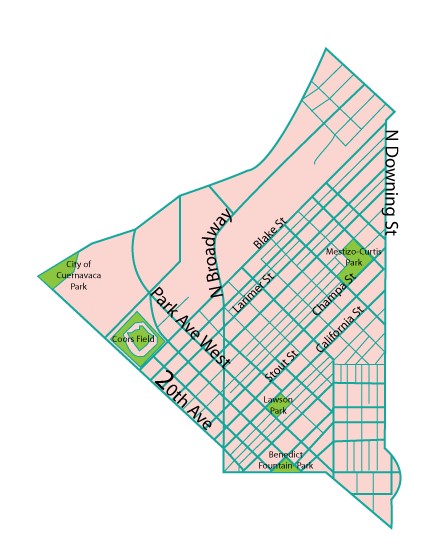 N Downing St
N Broadway
Blake St
Mestizo-Curtis
Park
City of
Cuernavaca
Park
Larimer St
Champa St
Park Ave West
California St
Coors Field
Stout St
20th Ave
Lawson
Park
Benedict
Fountain Park